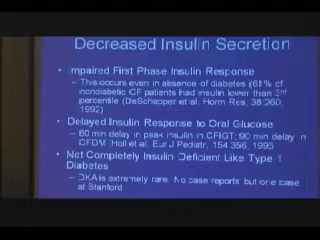 Decreased Insulin Secretion
• Impaired First Phase Insulin Response
– This occurs even in absence of diabetes (61% of
nondiabetic CF patients had insulin lower than 3rd
percentile (DeSchepper et al. Horm Res, 38:260,
1992)
• Delayed Insulin Response to Oral Glucose
– 60 min delay in peak insulin in CFIGT; 90 min delay in
CFDM (Holl et al. Eur J Pediatr, 154:356, 1995
• Not Completely Insulin Deficient Like Type 1
Diabetes
– DKA is extremely rare. No case reports but one case
at Stanford